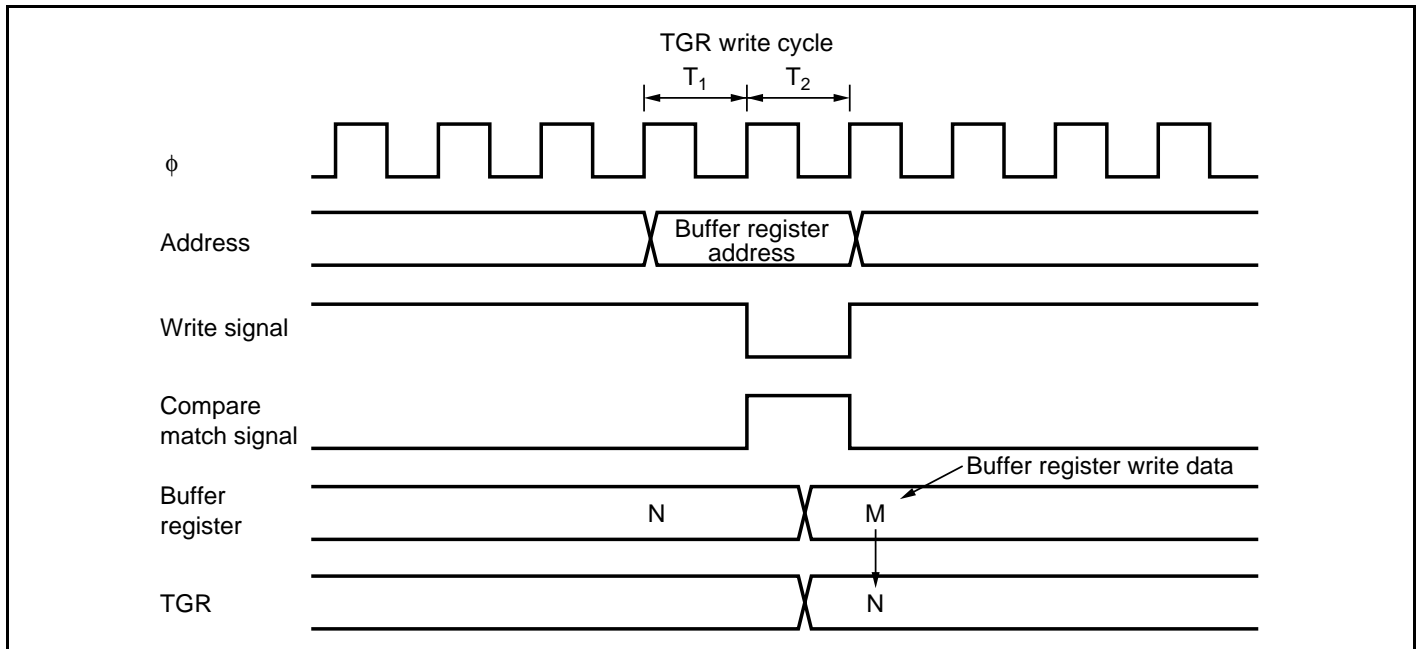 TGR write cycle
T1 T2
ϕ
Address
Buffer register
address
Write signal
Compare
match signal
Buffer register write data
Buffer
register
N M
TGR
N